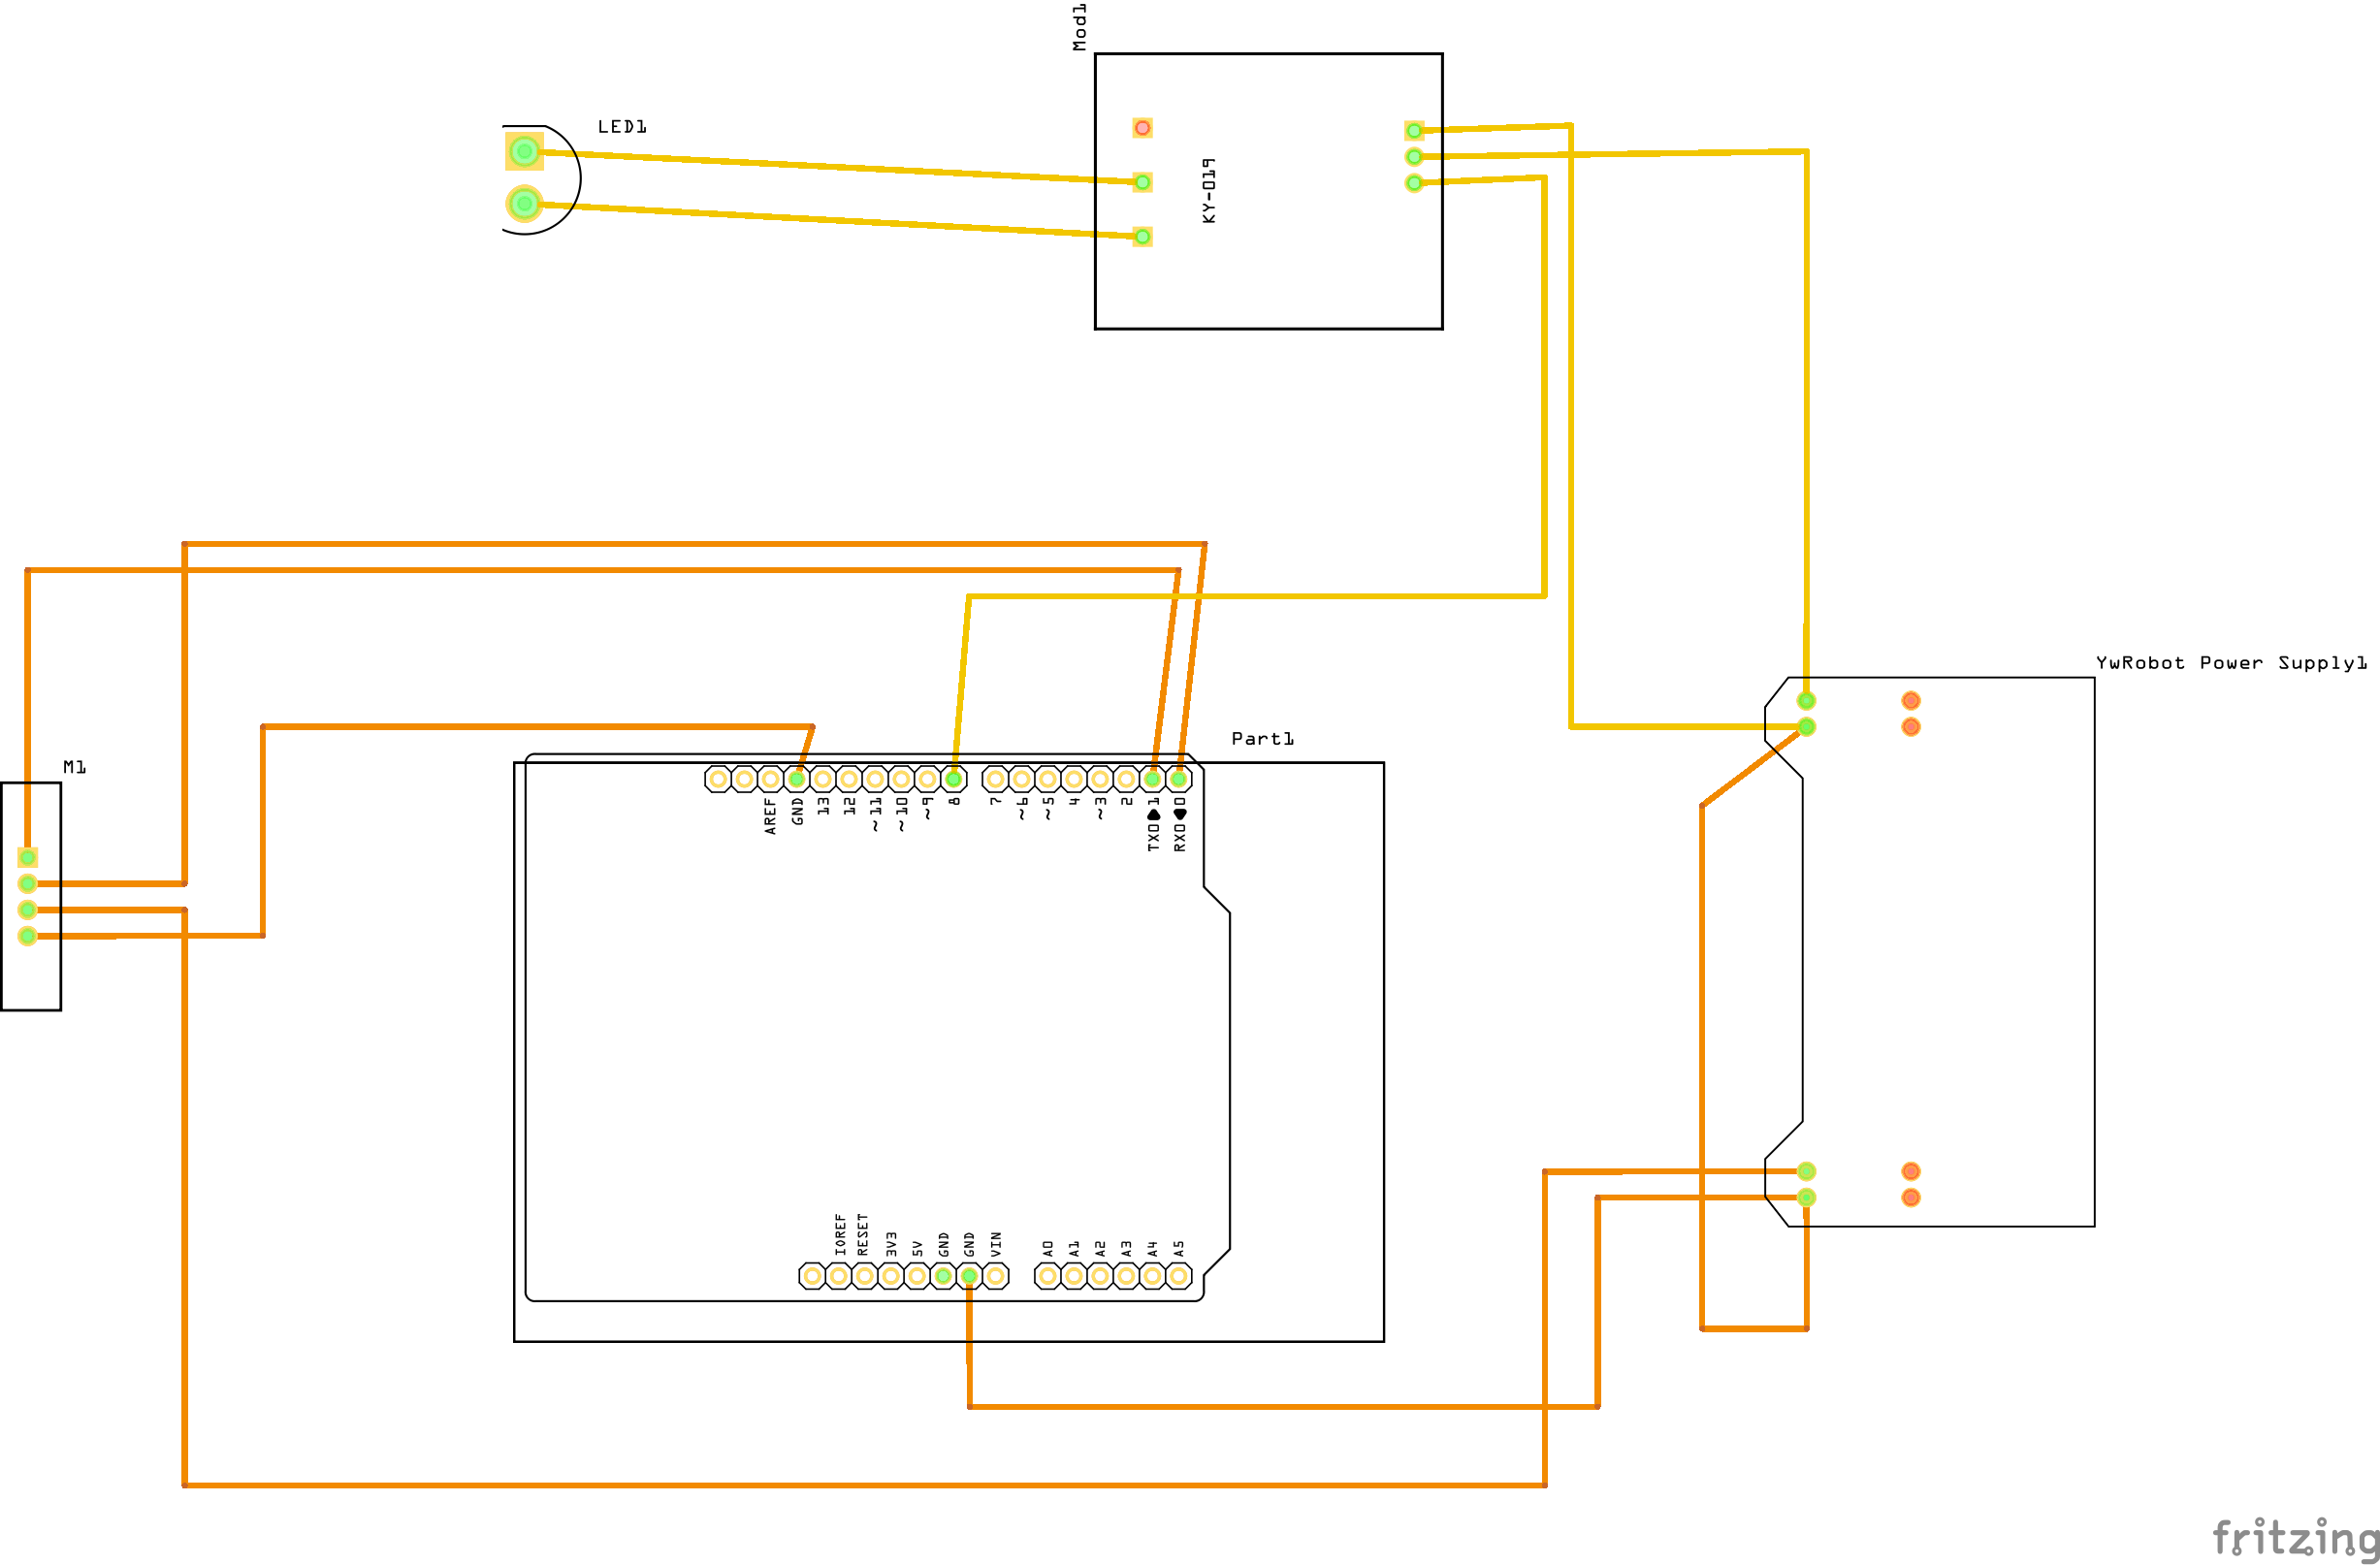 Mod1
LED1
KY-019
YwRobot Power Supply1
Part1
M1
AREF
GND
13
12
~11
~10
~9
8
7
~6
~5
4
~3
2
TX0 1
RX0 0
IOREF
RESET
3V3
5V
GND
GND
VIN
A0
A1
A2
A3
A4
A5
fritzing